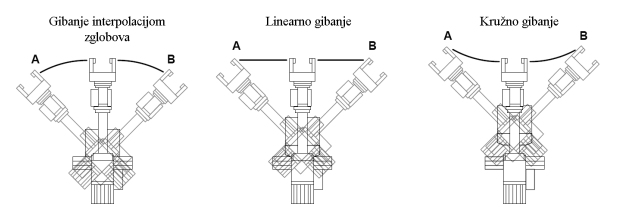 Gibanje interpolacijom
zglobova
Linearno gibanje
Kružno gibanje
A B
A B
A B